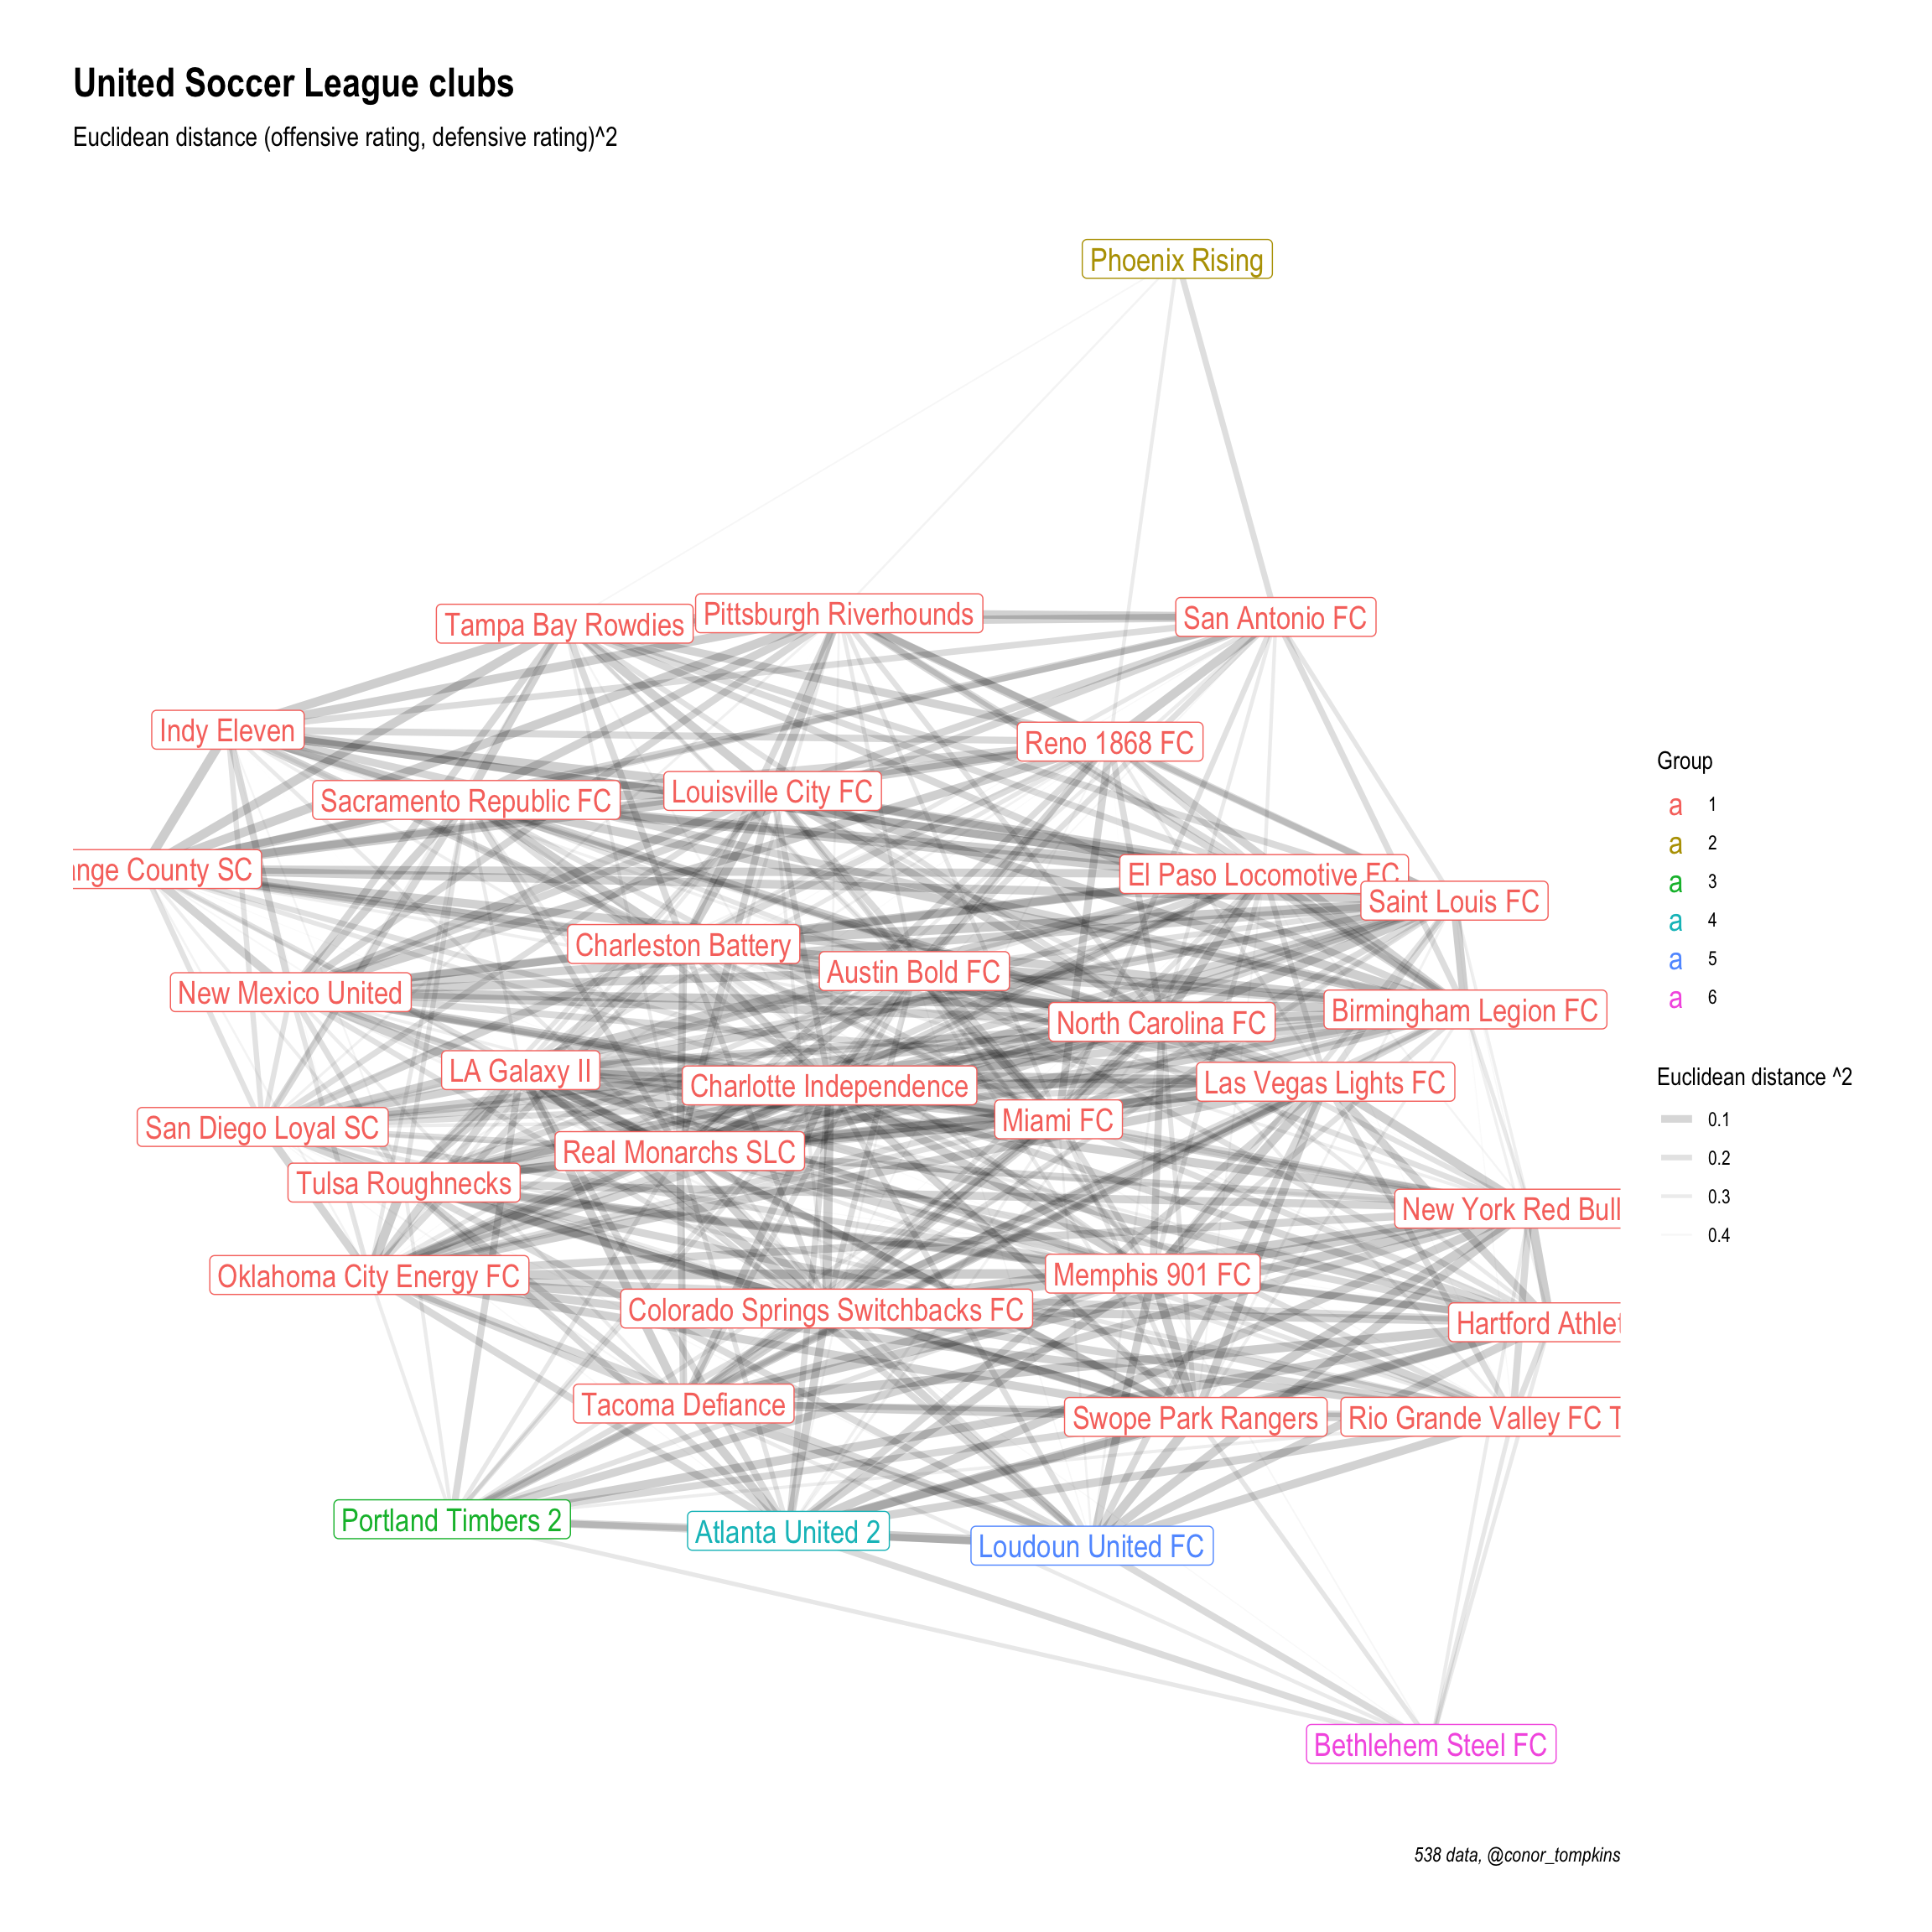 United Soccer League clubs
Euclidean distance (offensive rating, defensive rating)^2
Phoenix Rising
Tampa Bay Rowdies
Pittsburgh Riverhounds
San Antonio FC
Indy Eleven
Reno 1868 FC
Sacramento Republic FC
Louisville City FC
County SC
El Paso Locomotive FC
Saint Louis FC
Charleston Battery
Austin Bold FC
New Mexico United
North Carolina FC
Birmingham Legion FC
LA Galaxy II
Charlotte Independence
Las Vegas Lights FC
San Diego Loyal SC
Miami FC
Real Monarchs SLC
Tulsa Roughnecks
New York Red Bull
Oklahoma City Energy FC
Memphis 901 FC
Colorado Springs Switchbacks FC
Hartford Athlet
Tacoma Defiance
Swope Park Rangers
Rio Grande Valley FC T
Portland Timbers 2
Atlanta United 2
Loudoun United FC
Bethlehem Steel FC
Group
a 1
a 2
a 3
a 4
a 5
a 6
Euclidean distance ^2
0.1
0.2
0.3
0.4
538 data, @conor_tompkins